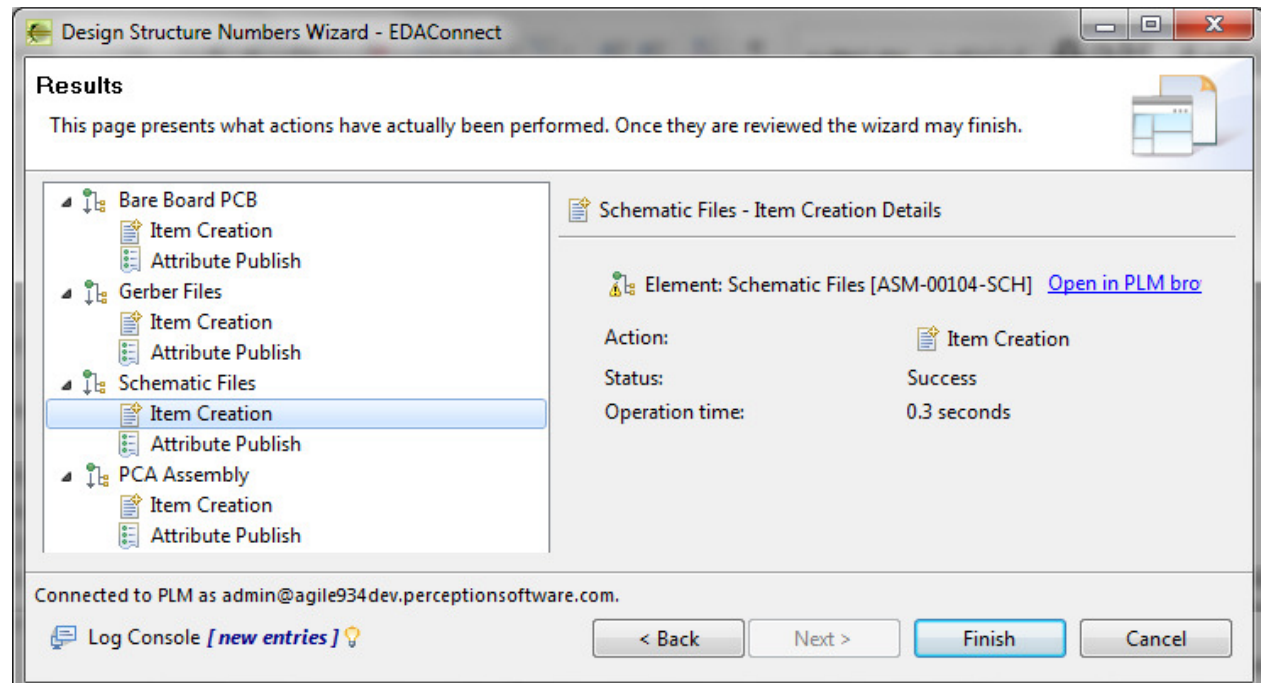 Design Structure Numbers Wizard - EDAConnect
Results
This page presents what actions have actually been performed. Once they are reviewed the wizard may finish.
Bare Board PCB
Item Creation
Attribute Publish
Gerber Files
Item Creation
Attribute Publish
Schematic Files
Item Creation
Attribute Publish
PCA Assembly
Item Creation
Attribute Publish
Schematic Files - Item Creation Details
Element: Schematic Files [ASM-00104-SCH] Open in PLM bro
Action: Item Creation
Status: Success
Operation time: 0.3 seconds
Connected to PLM as admin@agile934dev.perceptionsoftware.com.
Log Console [ new entries ] < Back Next > Finish Cancel